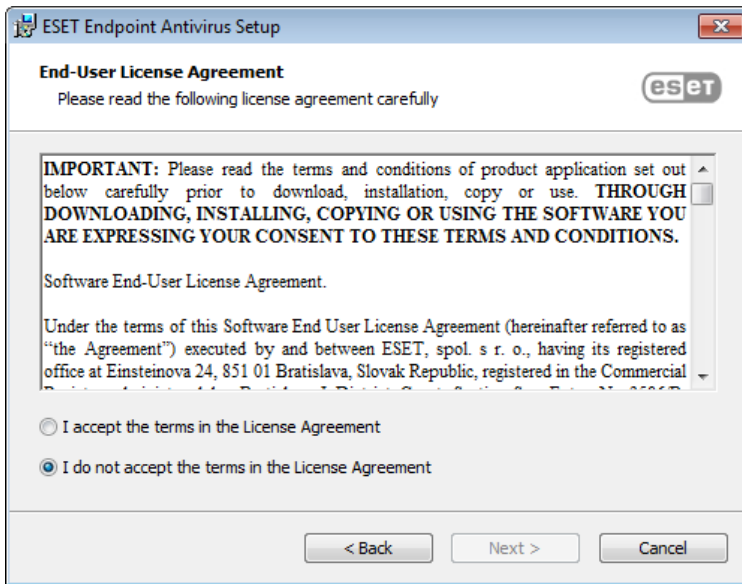 ESET Endpoint Antivirus Setup
End-User License Agreement
Please read the following license agreement carefully
eset
IMPORTANT: Please read the terms and conditions of product application set out
below carefully prior to download, installation, copy or use. THROUGH
DOWNLOADING, INSTALLING, COPYING OR USING THE SOFTWARE YOU
ARE EXPRESSING YOUR CONSENT TO THESE TERMS AND CONDITIONS.
Software End-User License Agreement.
Under the terms of this Software End User License Agreement (hereinafter referred to as
“the Agreement”) executed by and between ESET, spol. s r. o., having its registered
office at Einsteinova 24, 851 01 Bratislava, Slovak Republic, registered in the Commercial
I accept the terms in the License Agreement
I do not accept the terms in the License Agreement
< Back
Next >
Cancel